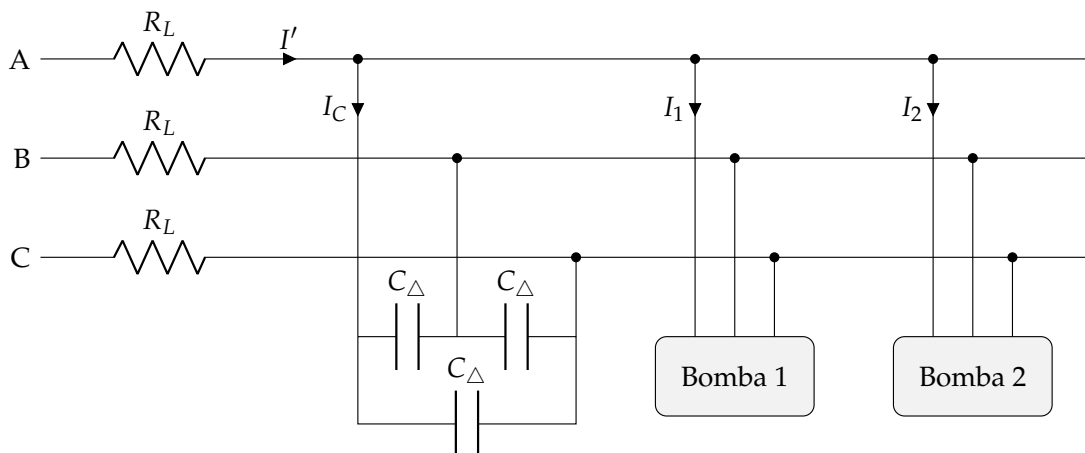 R_L
A
I′
I_C
I_1
I_2
R_L
B
R_L
C
C_△
C_△
C_△
Bomba 1
Bomba 2